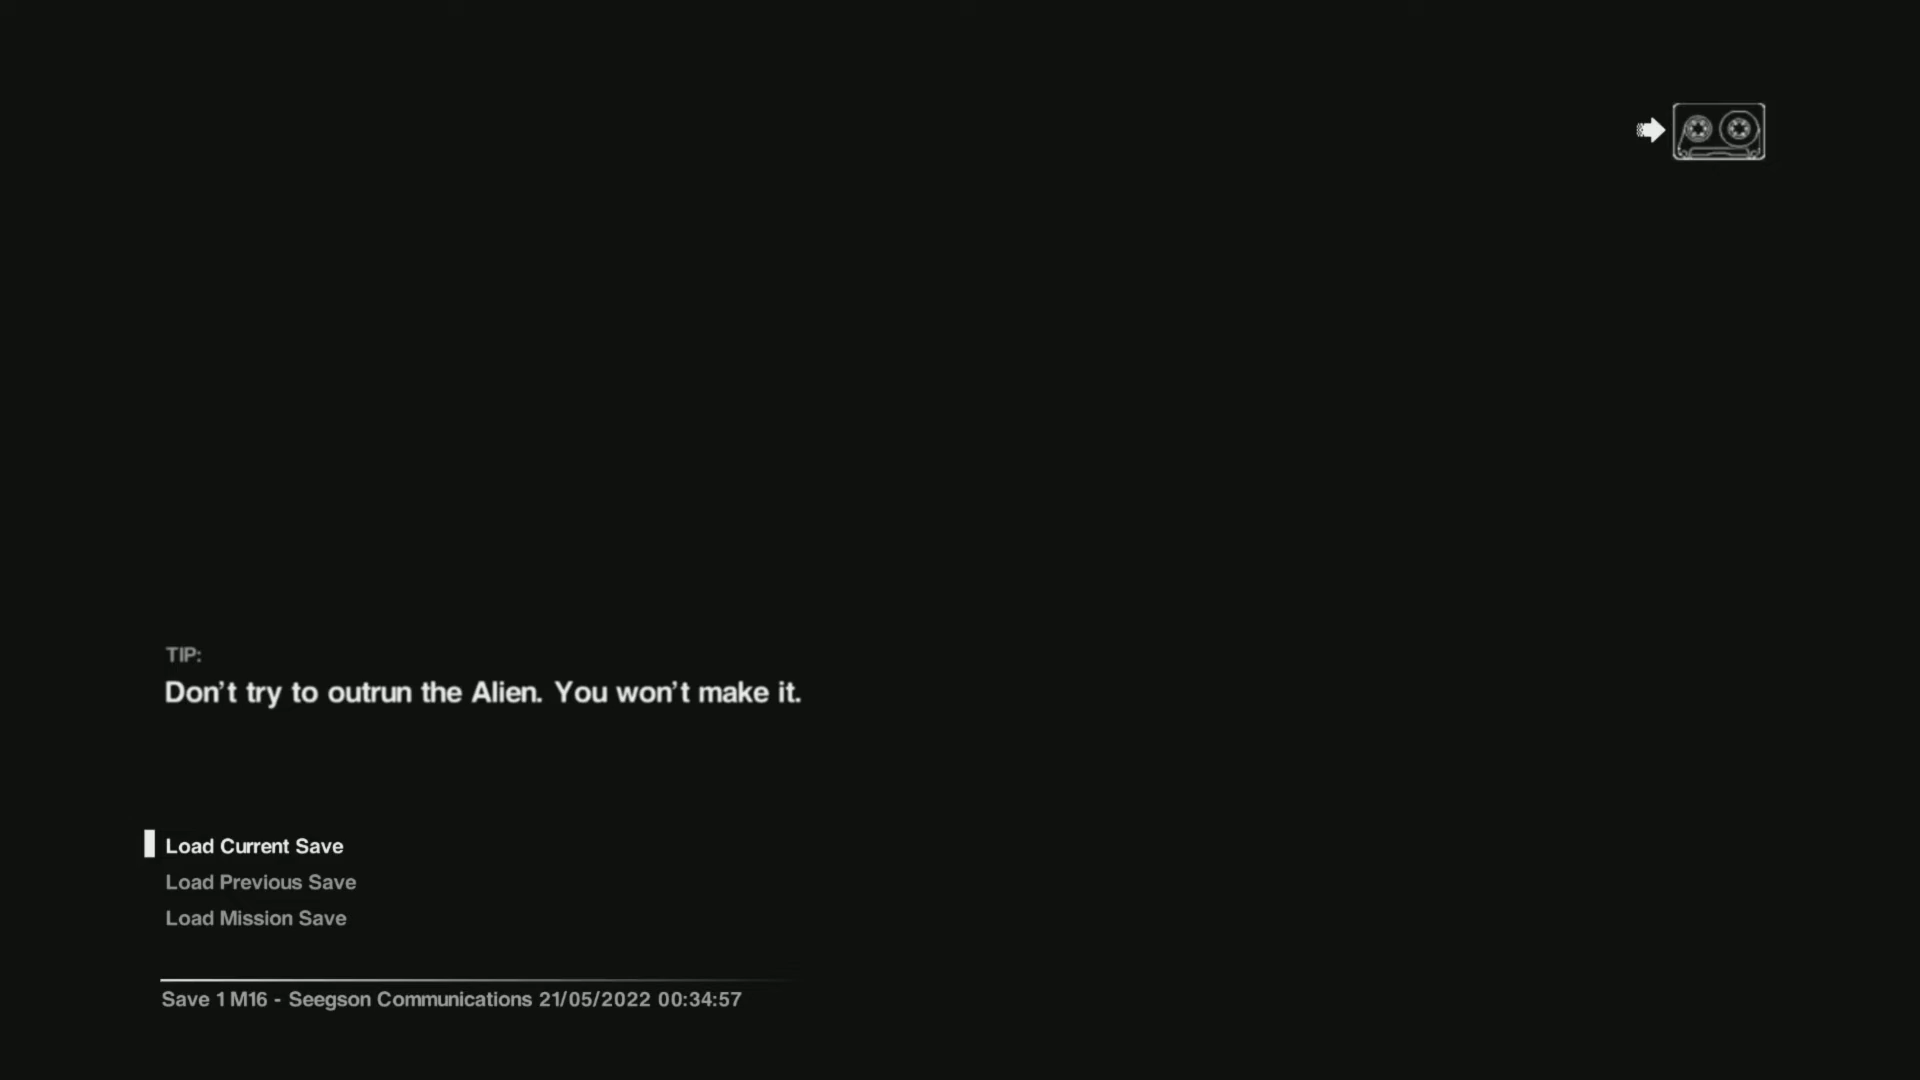 TIP:
Don't try to outrun the Alien. You won't make it.
Load Current Save
Load Previous Save
Load Mission Save
Save 1 M16 - Seegson Communications 21/05/2022 00:34:57